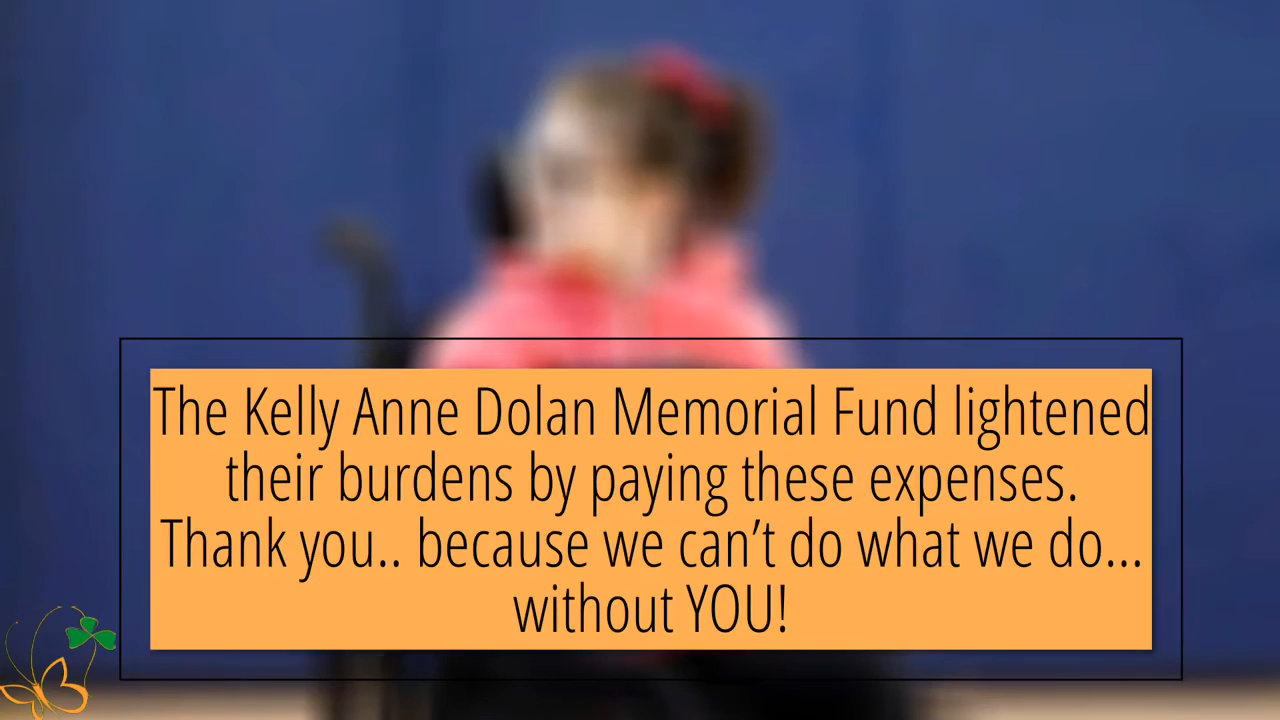 The Kelly Anne Dolan Memorial Fund lightened
their burdens by paying these expenses.
Thank you.. because we can’t do what we do...
without YOU!